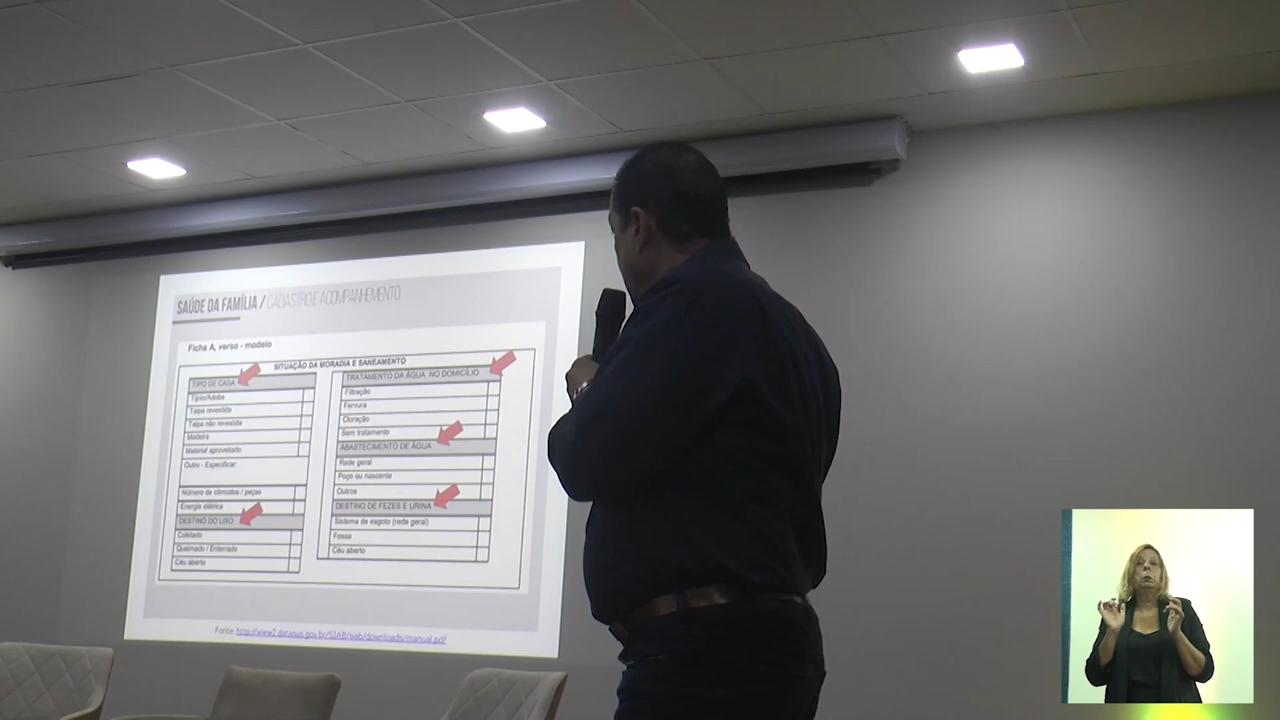 SAÚDE DA FAMÍLIA / CADASTRO E ACOMPANHEMENTO
Ficha A, verso - modelo
SITUAÇÃO DA MORADIA E SANEAMENTO
TIPO DE CASA
Tijolo/Adobe
Taipa revestida
Taipa não revestida
Madeira
Material aproveitado
Outro - Especificar:
Número de cômodos / peças
Energia elétrica
DESTINO DO LIXO
Coletado
Queimado / Enterrado
Céu aberto
TRATAMENTO DA ÁGUA NO DOMICÍLIO
Filtração
Fervura
Cloração
Sem tratamento
ABASTECIMENTO DE ÁGUA
Rede geral
Poço ou nascente
Outros
DESTINO DE FEZES E URINA
Sistema de esgoto (rede geral)
Fossa
Céu aberto
Fonte: http://www2.datasus.gov.br/SIAB/siab/downloads/manual.pdf